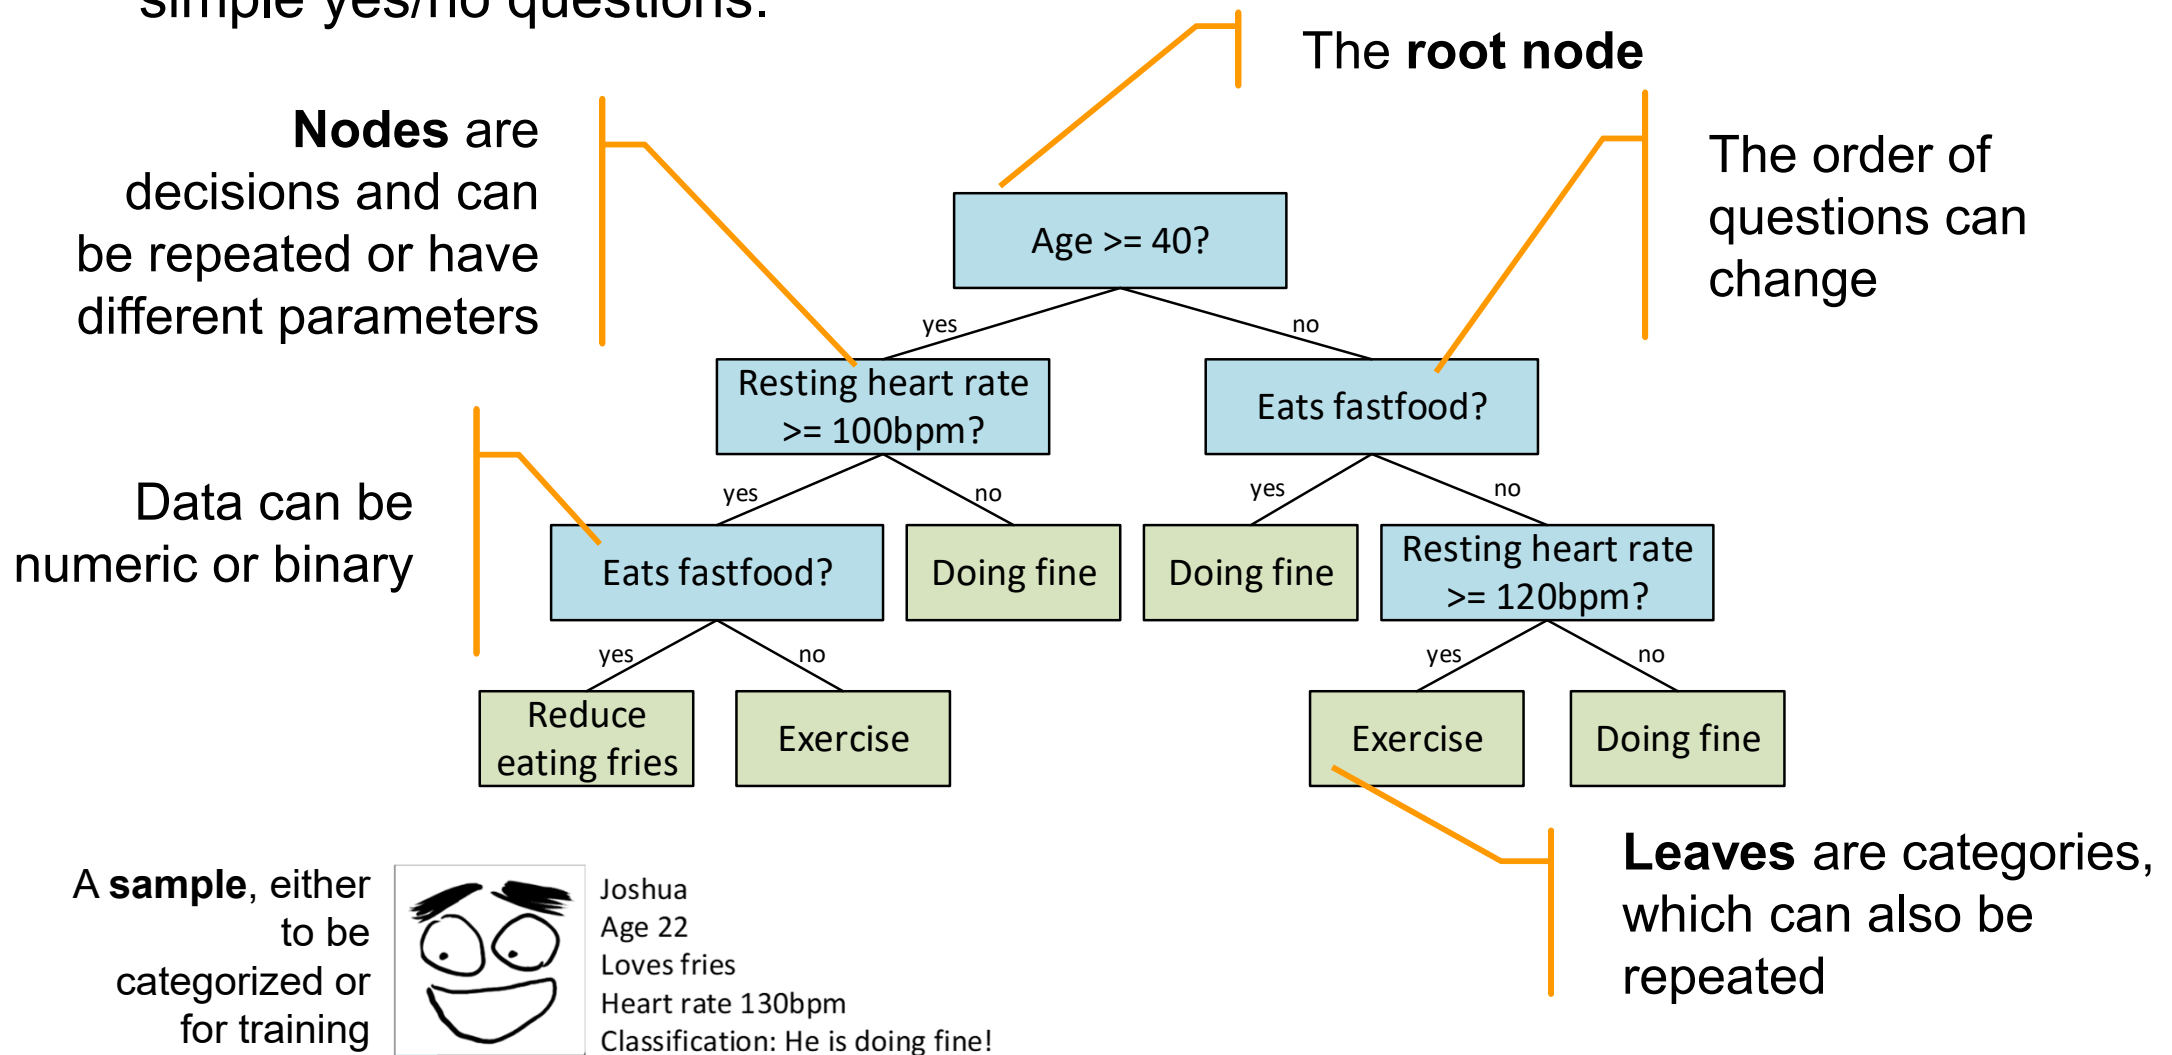 simple yes/no questions.
The root node
Nodes are
decisions and can
be repeated or have
different parameters
The order of
questions can
change
Age >= 40?
yes
no
Resting heart rate
>= 100bpm?
Eats fastfood?
Data can be
numeric or binary
yes
no
yes
no
Eats fastfood?
Doing fine
Doing fine
Resting heart rate
>= 120bpm?
yes
no
yes
no
Reduce
eating fries
Exercise
Exercise
Doing fine
Leaves are categories,
which can also be
repeated
A sample, either
to be
categorized or
for training
Joshua
Age 22
Loves fries
Heart rate 130bpm
Classification: He is doing fine!